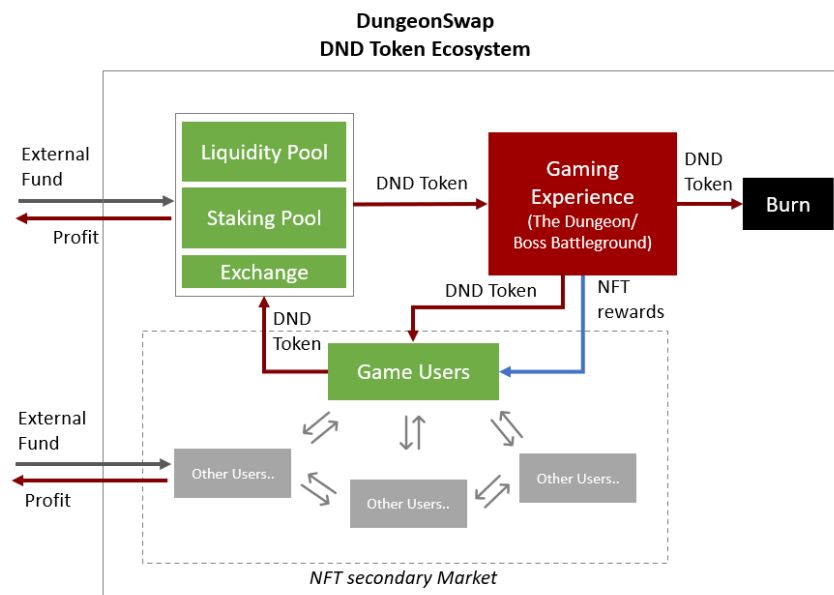 DungeonSwap
DND Token Ecosystem
External
Fund
Profit
Liquidity Pool
Staking Pool
Exchange
DND Token
Gaming
Experience
(The Dungeon/
Boss Battleground)
DND
Token
Burn
DND Token
NFT
rewards
DND
Token
Game Users
External
Fund
Profit
Other Users..
Other Users..
Other Users..
NFT secondary Market